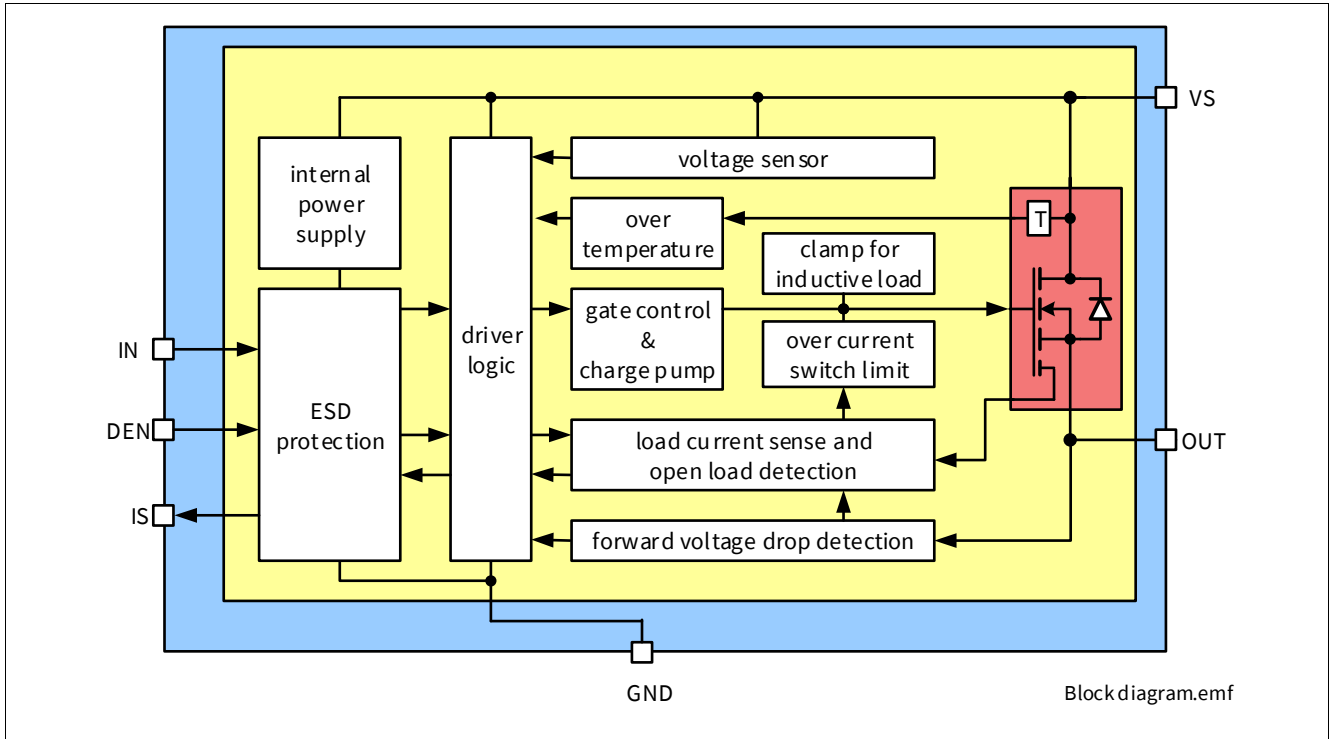 VS
voltage sensor
internal
power
supply
over
temperature
T
clamp for
inductive load
gate control
&
charge pump
driver
logic
over current
switch limit
IN
ESD
protection
DEN
load current sense and
open load detection
OUT
IS
forward voltage drop detection
GND
Block diagram.emf